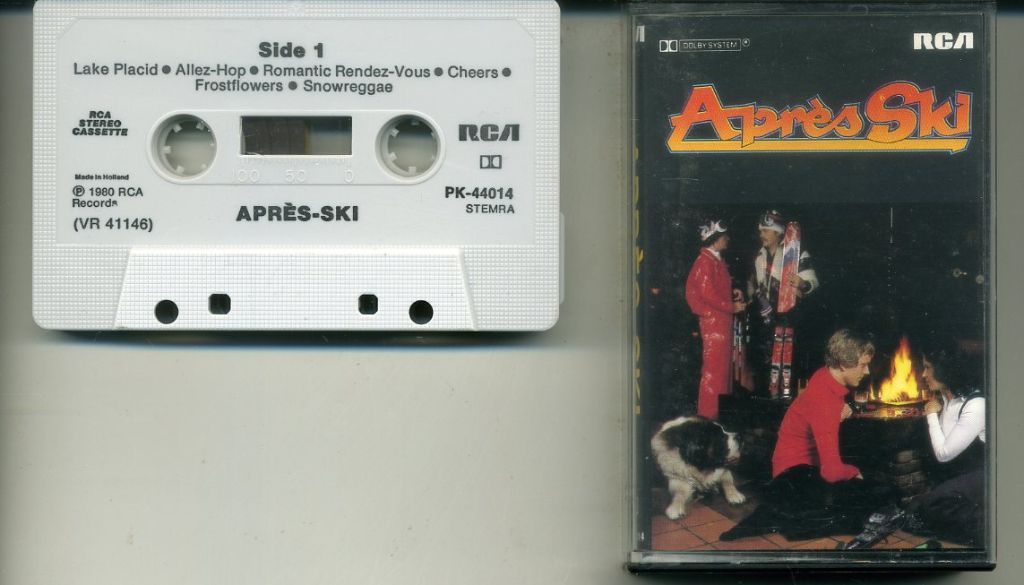 Side 1
Lake Placid ● Allez-Hop ● Romantic Rendez-Vous ● Cheers ●
Frostflowers ● Snowreggae
RCA
STEREO
CASSETTE
RCA
100 50 0
Made in Holland
℗ 1980 RCA
Records
(VR 41146)
APRÈS-SKI
PK-44014
STEMRA
DOLBY SYSTEM
RCA
Après Ski